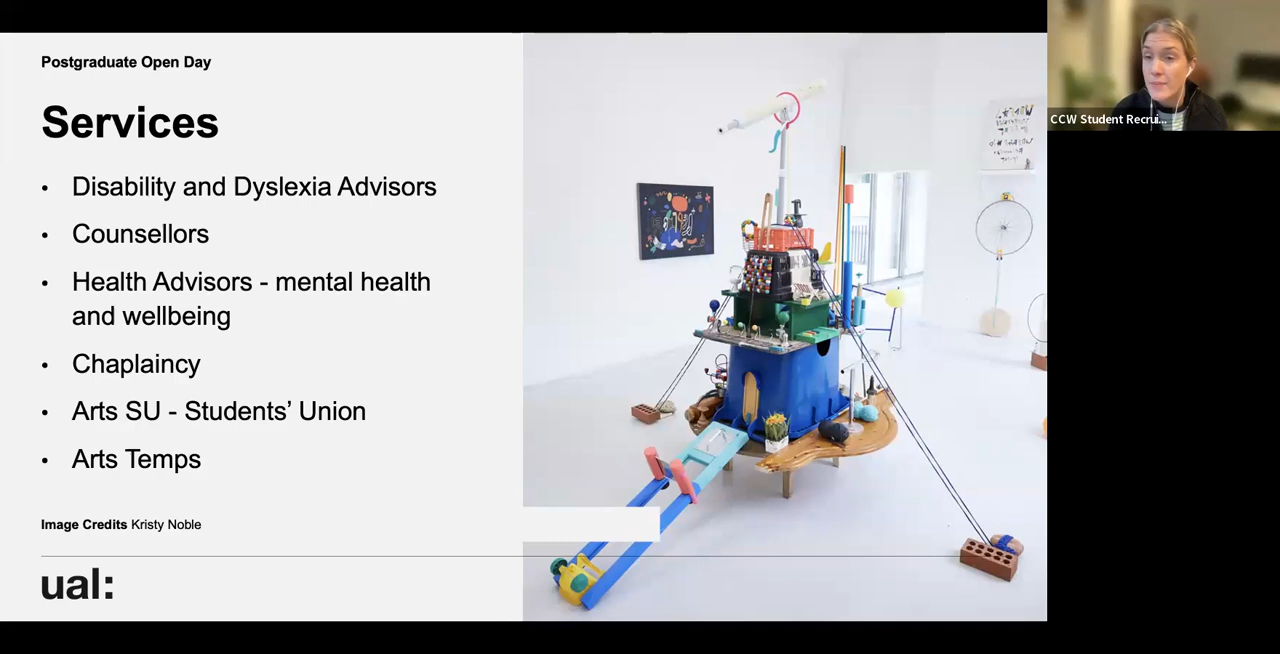 Postgraduate Open Day
Services
• Disability and Dyslexia Advisors
• Counsellors
• Health Advisors - mental health
and wellbeing
• Chaplaincy
• Arts SU - Students’ Union
• Arts Temps
Image Credits Kristy Noble
ual:
CCW Student Recrui...